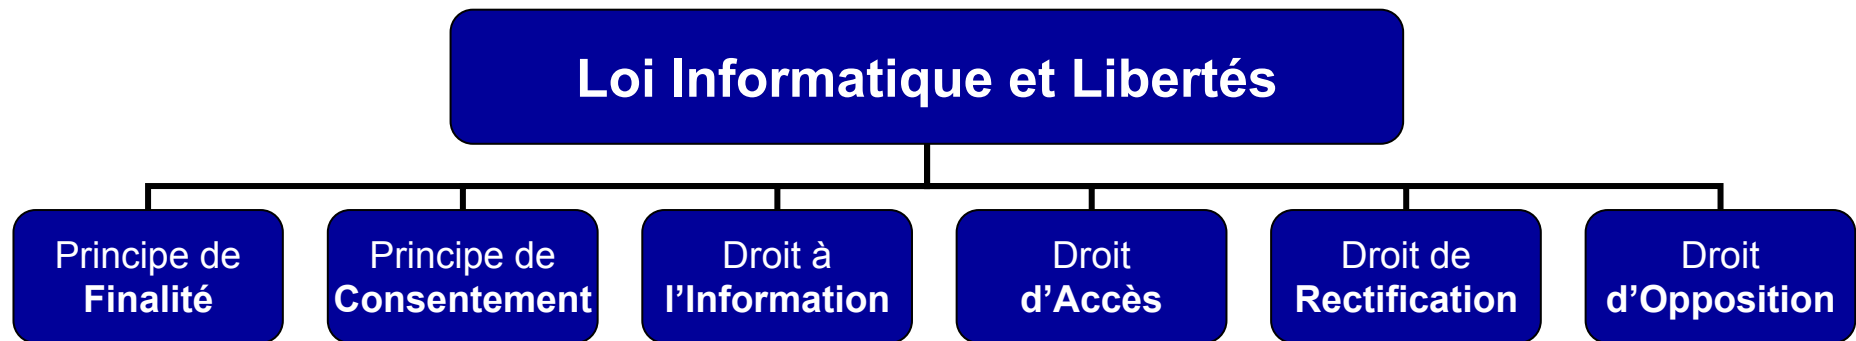 Loi Informatique et Libertés
Principe de
Finalité
Principe de
Consentement
Droit à
l’Information
Droit
d’Accès
Droit de
Rectification
Droit
d’Opposition